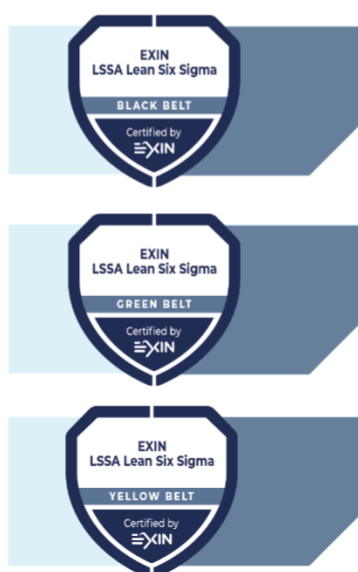 EXIN
LSSA Lean Six Sigma
BLACK BELT
Certified by
EXIN
EXIN
LSSA Lean Six Sigma
GREEN BELT
Certified by
EXIN
EXIN
LSSA Lean Six Sigma
YELLOW BELT
Certified by
EXIN